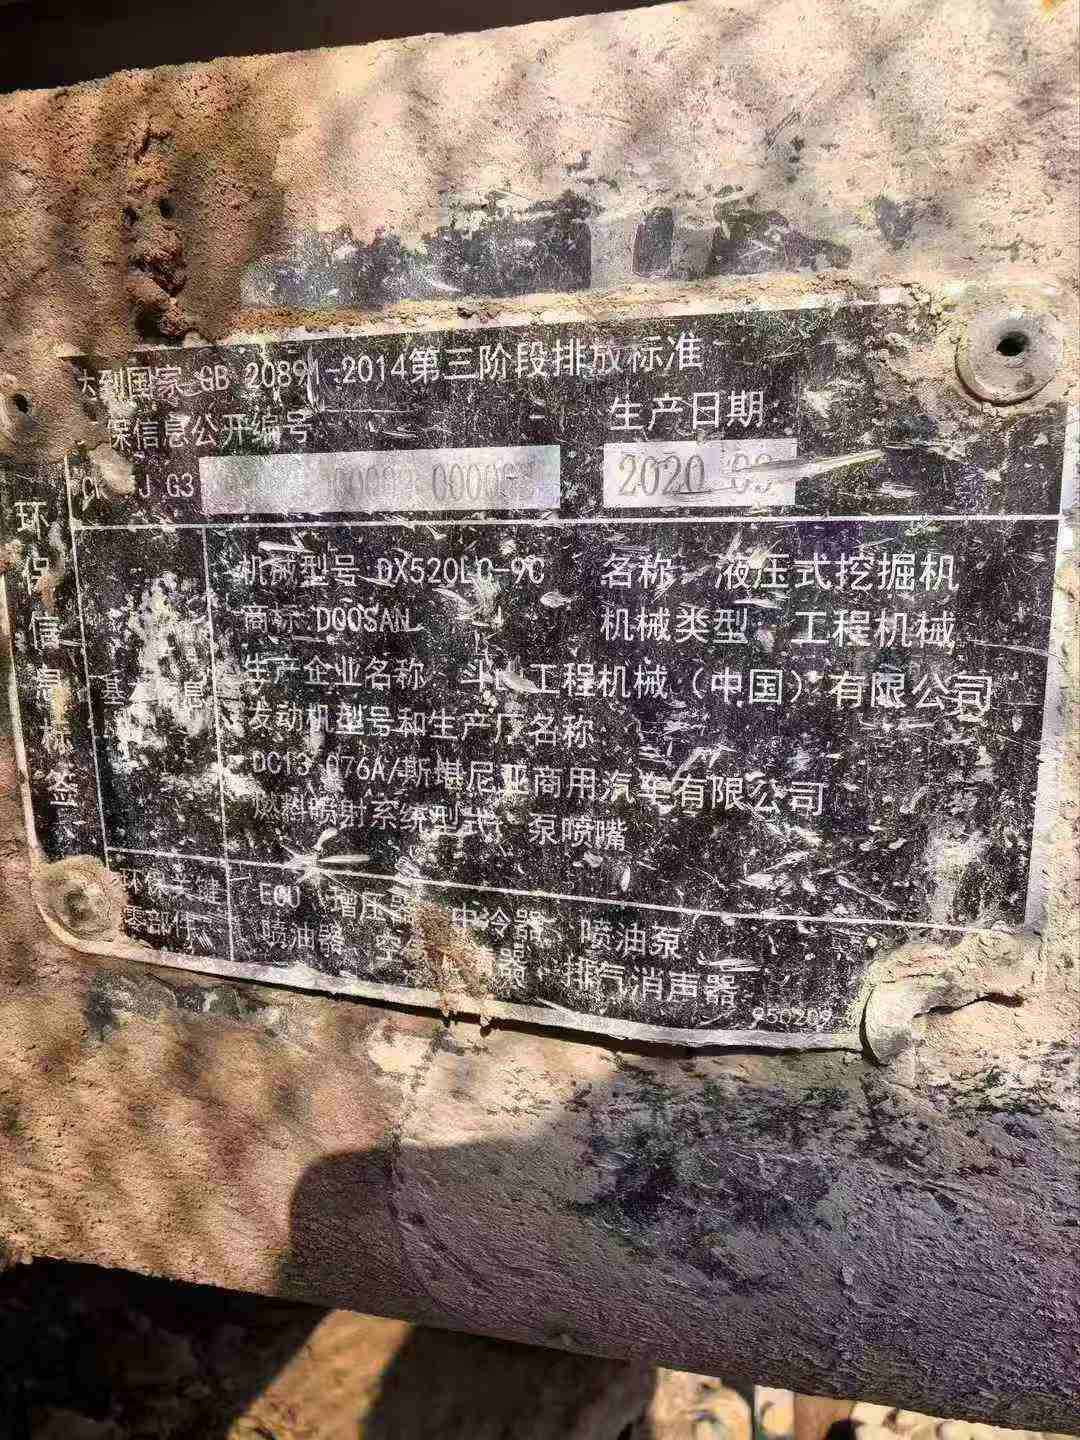 达到国家 GB 20891-2014第三阶段排放标准
保信息公开编号
生产日期
G3
2020
环保信息标签
机械型号 DX520LC-9C 名称: 液压式挖掘机
商标 DOOSAN 机械类型 工程机械
生产企业名称 斗 工程机械（中国）有限公司
发动机型号和生产厂名称
DC13 076A/斯堪尼亚商用汽车有限公司
燃料喷射系统型式: 泵喷嘴
环保关键
零部件
ECU 增压器 中冷器 喷油泵
喷油器 排气消声器
950209